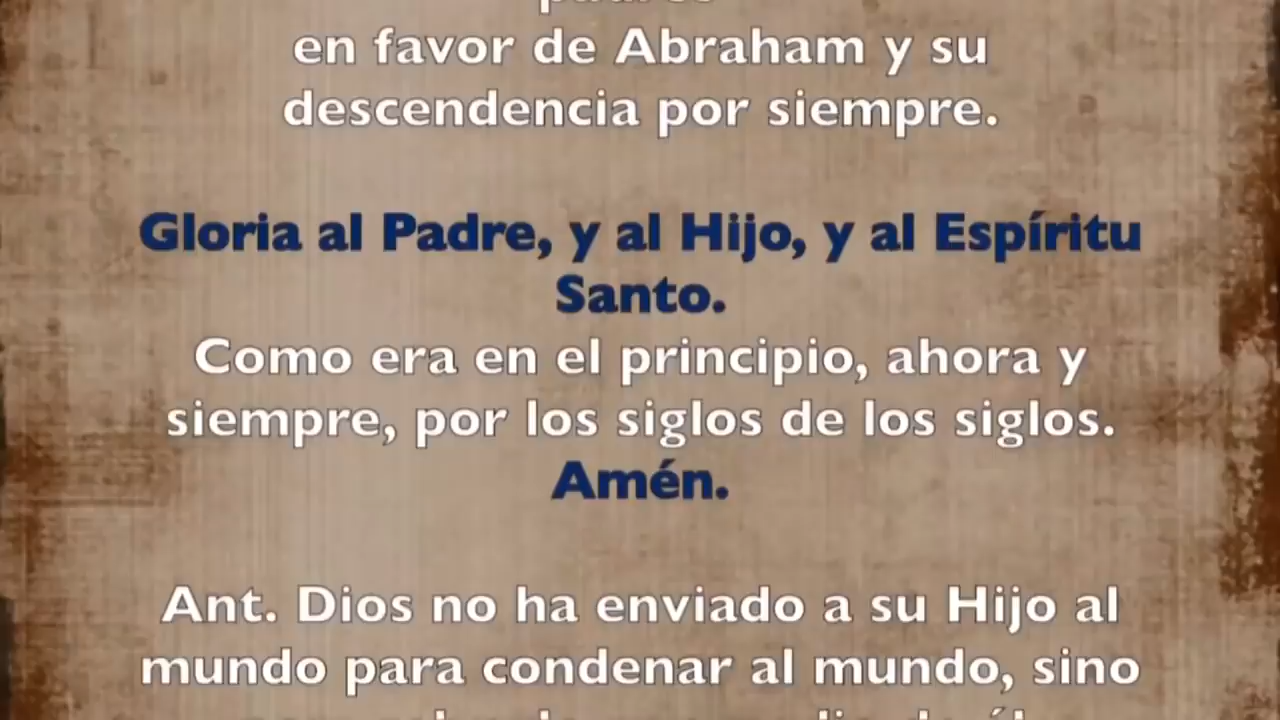 en favor de Abraham y su
descendencia por siempre.
Gloria al Padre, y al Hijo, y al Espíritu
Santo.
Como era en el principio, ahora y
siempre, por los siglos de los siglos.
Amén.
Ant. Dios no ha enviado a su Hijo al
mundo para condenar al mundo, sino